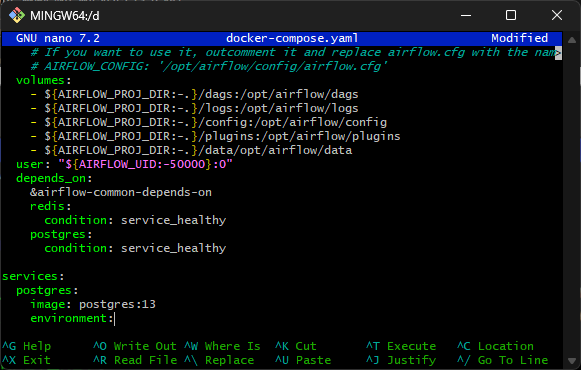 MINGW64:/d
GNU nano 7.2 docker-compose.yaml Modified
# If you want to use it, outcomment it and replace airflow.cfg with the nam>
# AIRFLOW_CONFIG: '/opt/airflow/config/airflow.cfg'
volumes:
- ${AIRFLOW_PROJ_DIR:-.}/dags:/opt/airflow/dags
- ${AIRFLOW_PROJ_DIR:-.}/logs:/opt/airflow/logs
- ${AIRFLOW_PROJ_DIR:-.}/config:/opt/airflow/config
- ${AIRFLOW_PROJ_DIR:-.}/plugins:/opt/airflow/plugins
- ${AIRFLOW_PROJ_DIR:-.}/data/opt/airflow/data
user: "${AIRFLOW_UID:-50000}:0"
depends_on:
&airflow-common-depends-on
redis:
condition: service_healthy
postgres:
condition: service_healthy
services:
postgres:
image: postgres:13
environment:
^G Help ^O Write Out ^W Where Is ^K Cut ^T Execute ^C Location
^X Exit ^R Read File ^\ Replace ^U Paste ^J Justify ^/ Go To Line